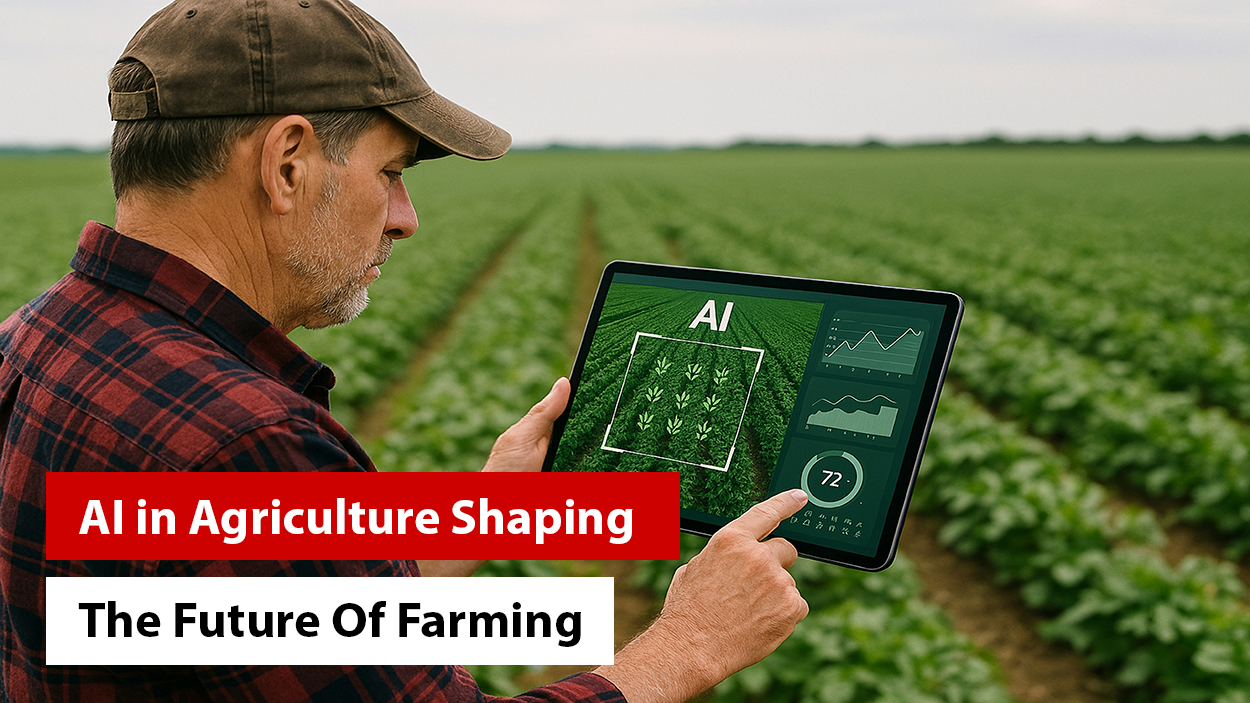 AI
72
AI in Agriculture Shaping
The Future Of Farming